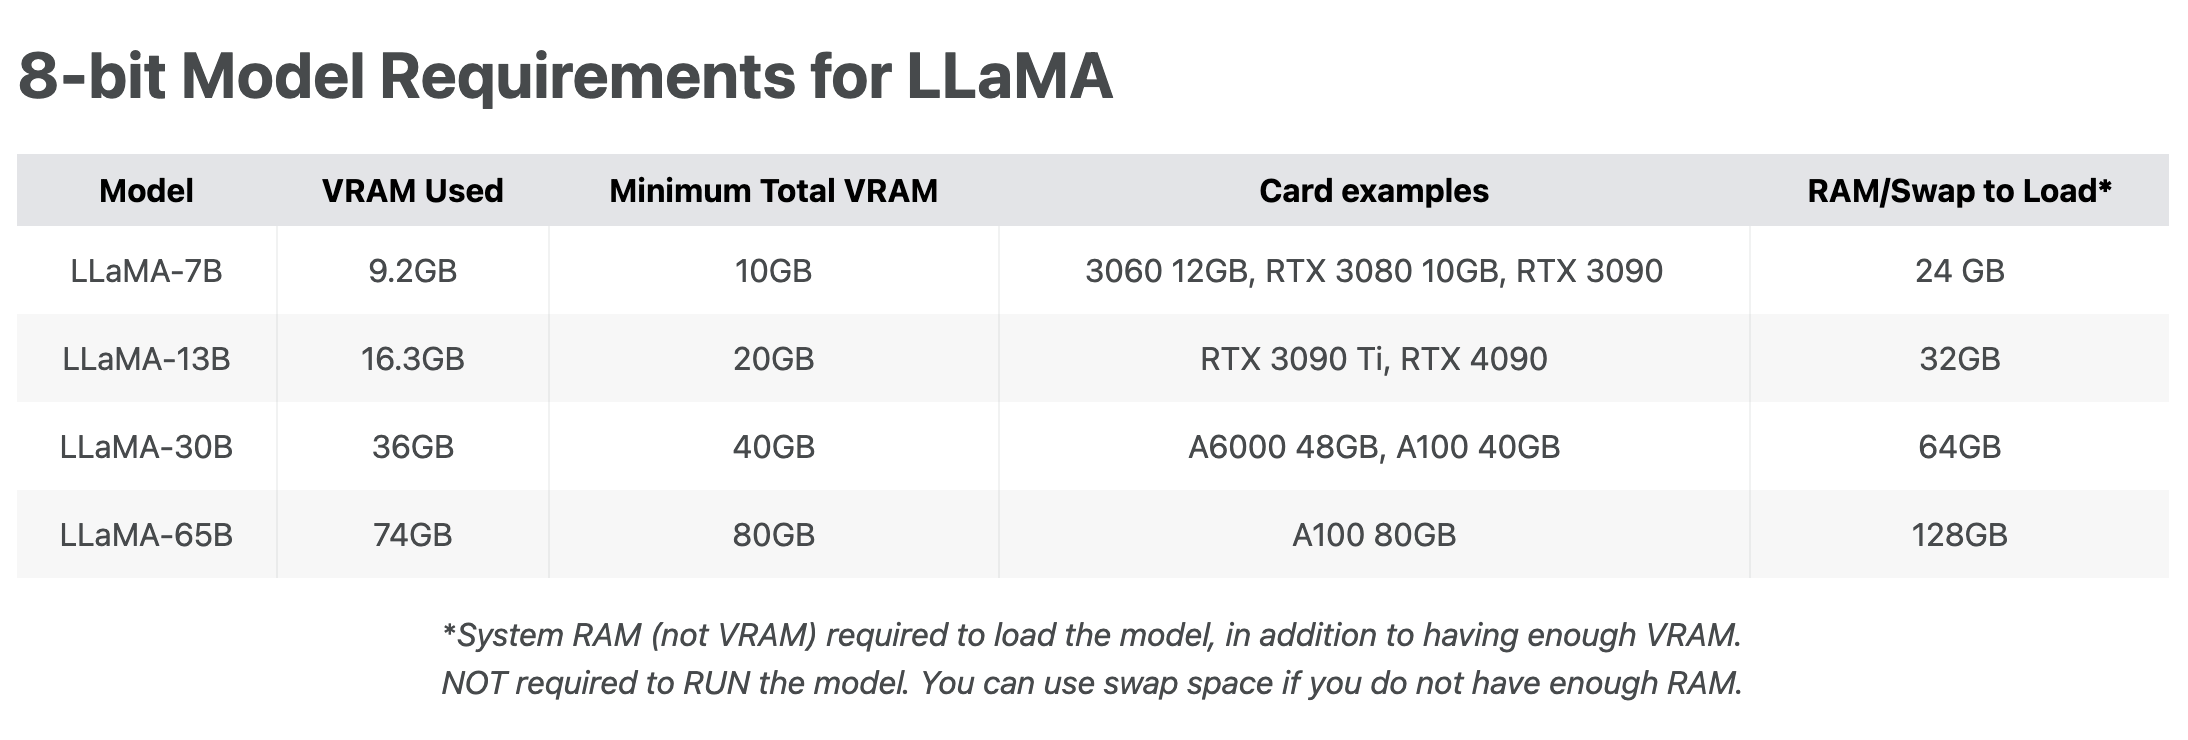 8-bit Model Requirements for LLaMA
Model VRAM Used Minimum Total VRAM Card examples RAM/Swap to Load*
LLaMA-7B 9.2GB 10GB 3060 12GB, RTX 3080 10GB, RTX 3090 24 GB
LLaMA-13B 16.3GB 20GB RTX 3090 Ti, RTX 4090 32GB
LLaMA-30B 36GB 40GB A6000 48GB, A100 40GB 64GB
LLaMA-65B 74GB 80GB A100 80GB 128GB
*System RAM (not VRAM) required to load the model, in addition to having enough VRAM.
NOT required to RUN the model. You can use swap space if you do not have enough RAM.